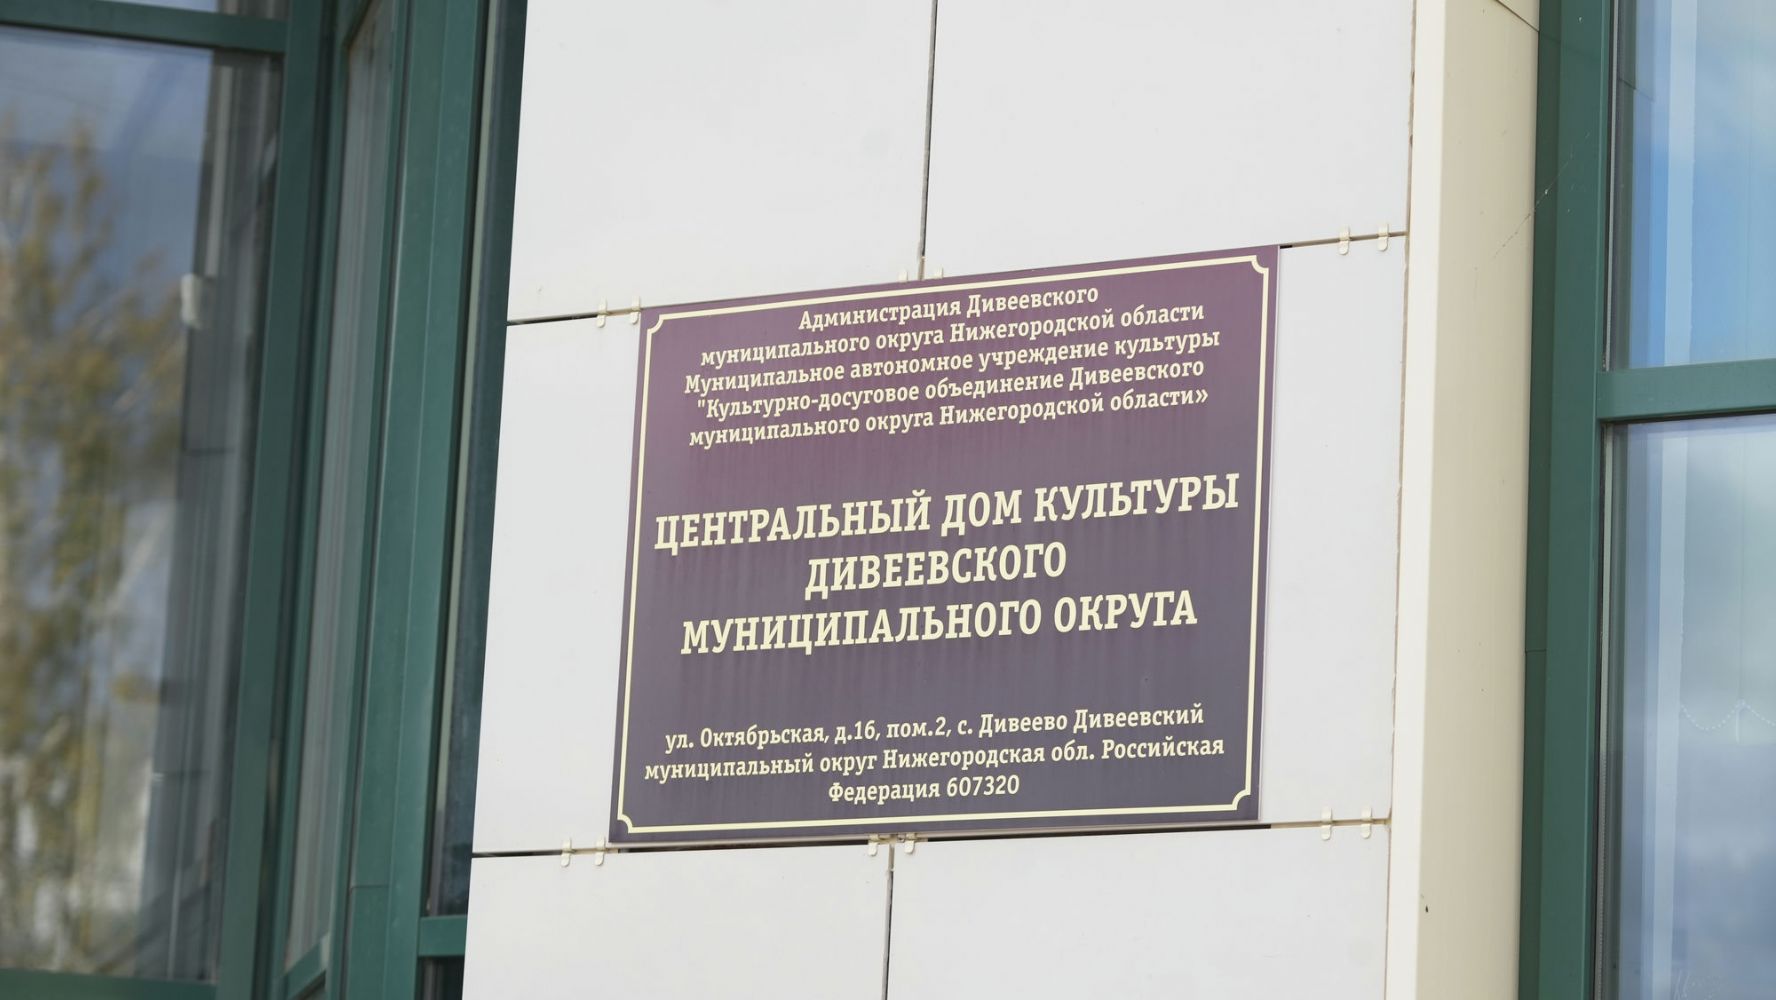 Администрация Дивеевского
муниципального округа Нижегородской области
Муниципальное автономное учреждение культуры
"Культурно-досуговое объединение Дивеевского
муниципального округа Нижегородской области»
ЦЕНТРАЛЬНЫЙ ДОМ КУЛЬТУРЫ
ДИВЕЕВСКОГО
МУНИЦИПАЛЬНОГО ОКРУГА
ул. Октябрьская, д.16, пом.2, с. Дивеево Дивеевский
муниципальный округ Нижегородская обл. Российская
Федерация 607320